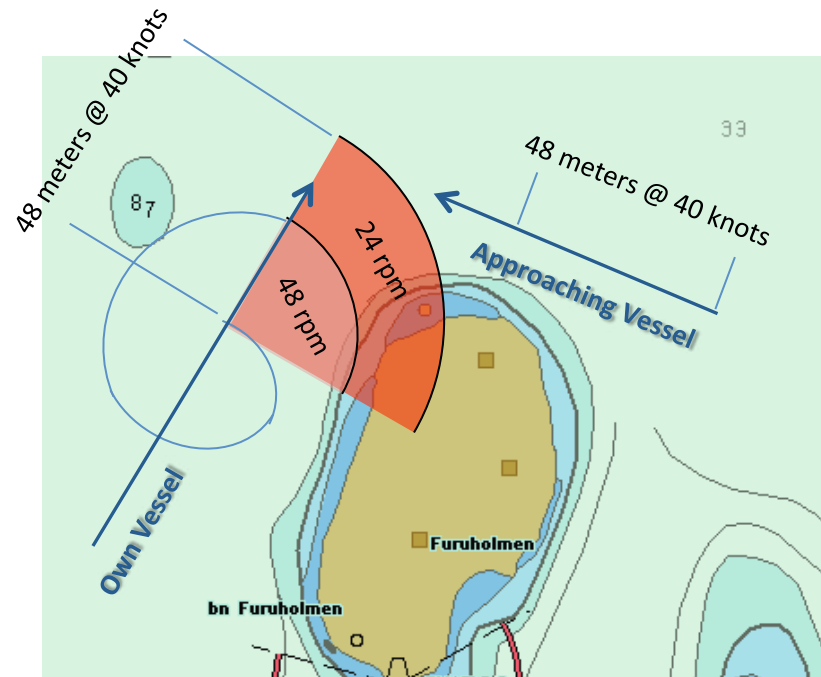 48 meters @ 40 knots
33
48 meters @ 40 knots
87
24 rpm
48 rpm
Approaching Vessel
Own Vessel
Furuholmen
bn Furuholmen